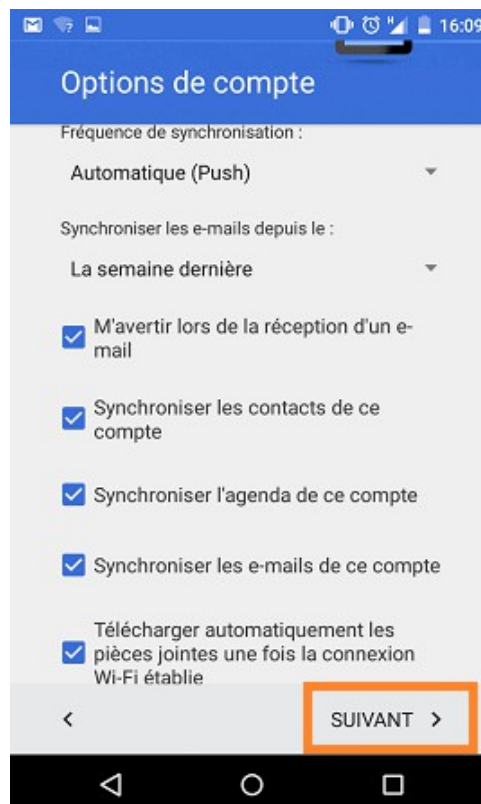 16:09
Options de compte
Fréquence de synchronisation :
Automatique (Push)
Synchroniser les e-mails depuis le :
La semaine dernière
M'avertir lors de la réception d'un e-
mail
Synchroniser les contacts de ce
compte
Synchroniser l'agenda de ce compte
Synchroniser les e-mails de ce compte
Télécharger automatiquement les
pièces jointes une fois la connexion
Wi-Fi établie
SUIVANT